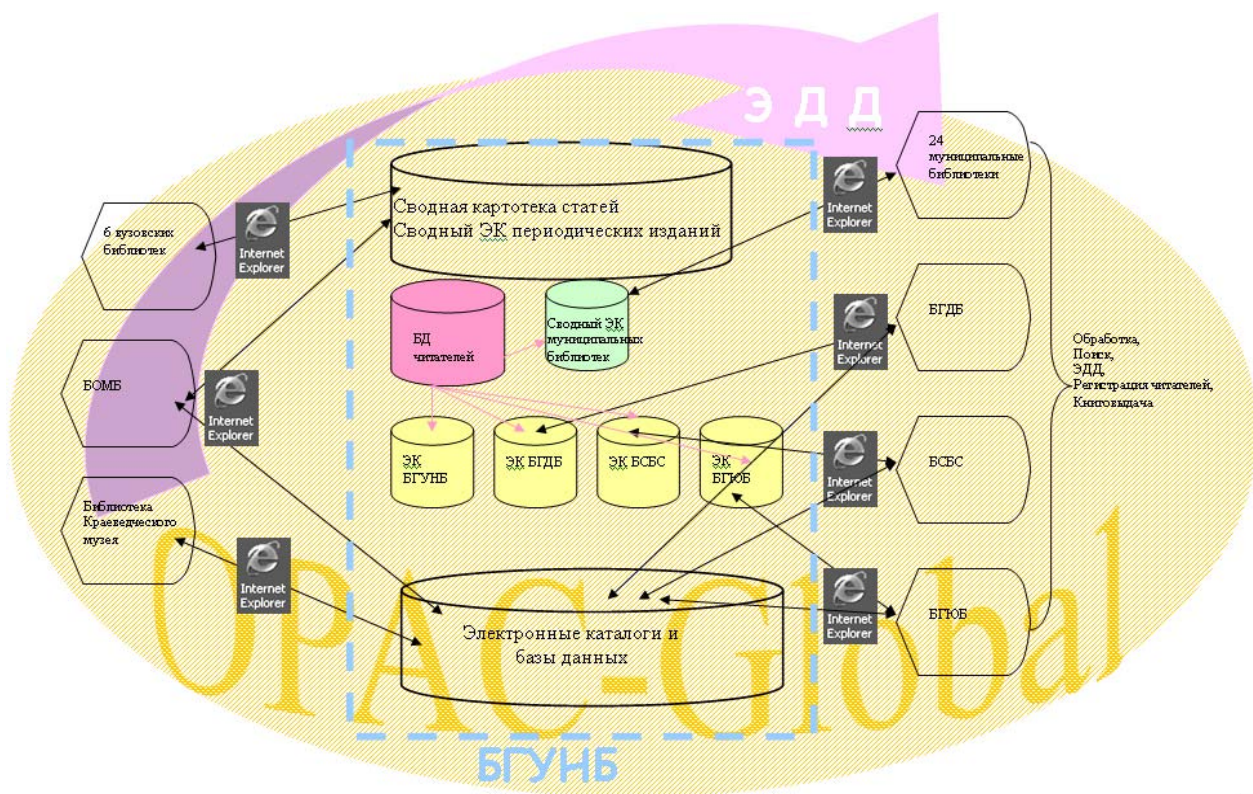 Э Д Д
24
муниципальные
библиотеки
Internet
Explorer
Сводная картотека статей
Сводный ЭК периодических изданий
6 вузовских
библиотек
Internet
Explorer
БД
читателей
Сводный ЭК
муниципальных
библиотек
БГДБ
Internet
Explorer
Обработка,
Поиск,
ЭДД,
Регистрация читателей,
Книговыдача
БОМБ
Internet
Explorer
ЭК
БГУНБ
ЭК БГДБ
ЭК БСБС
ЭК
БГЮБ
Internet
Explorer
БСБС
Библиотека
Краеведческого
музея
Internet
Explorer
Internet
Explorer
БГЮБ
Электронные каталоги и
базы данных
OPAC-Global
БГУНБ